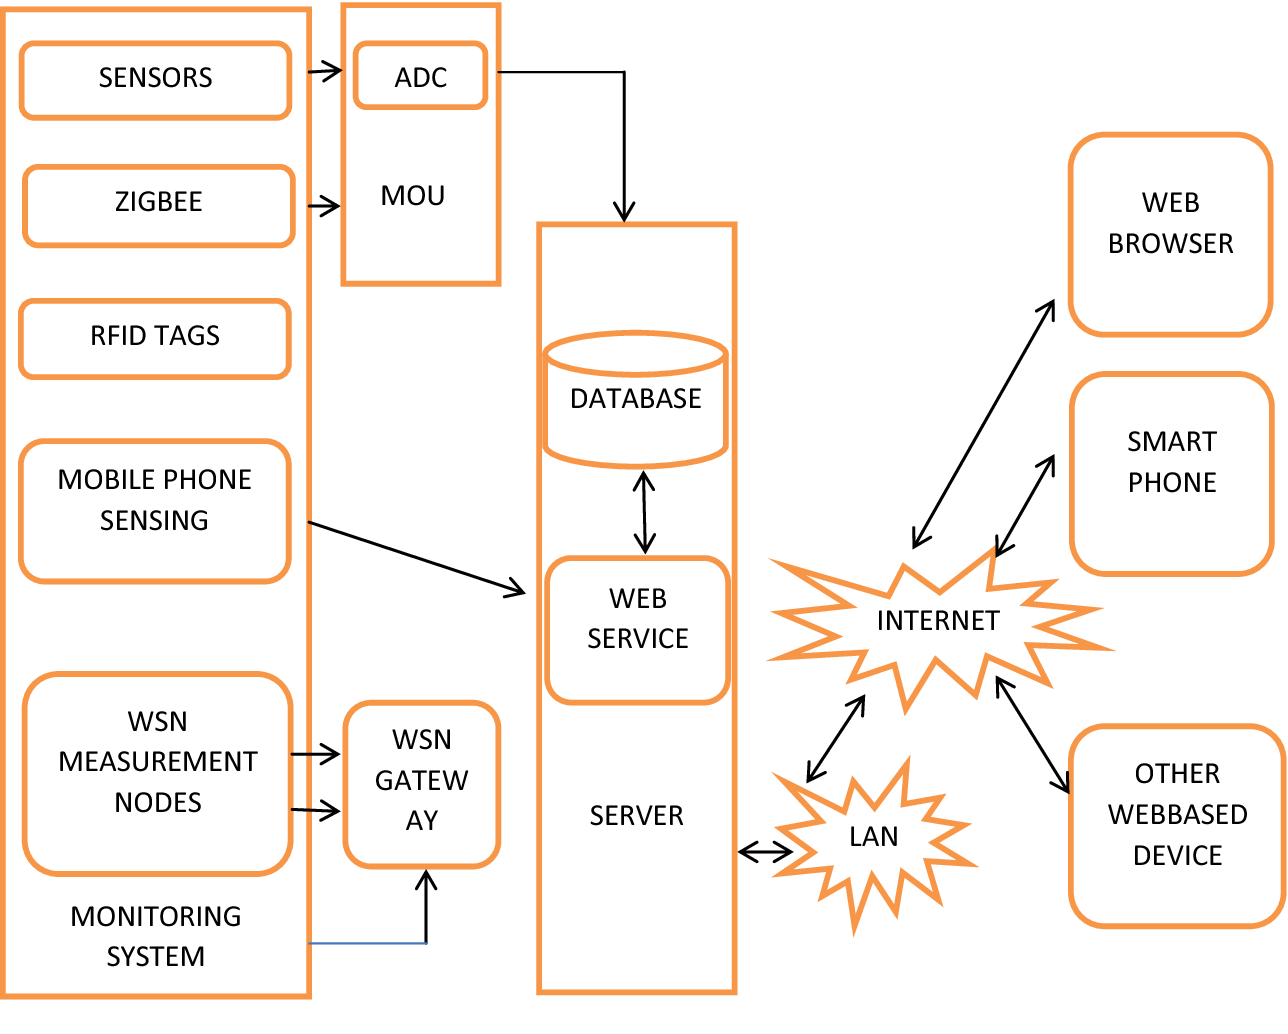 SENSORS
ZIGBEE
RFID TAGS
MOBILE PHONE
SENSING
WSN
MEASUREMENT
NODES
MONITORING
SYSTEM
ADC
MOU
WSN
GATEW
AY
DATABASE
WEB
SERVICE
SERVER
INTERNET
LAN
WEB
BROWSER
SMART
PHONE
OTHER
WEBBASED
DEVICE